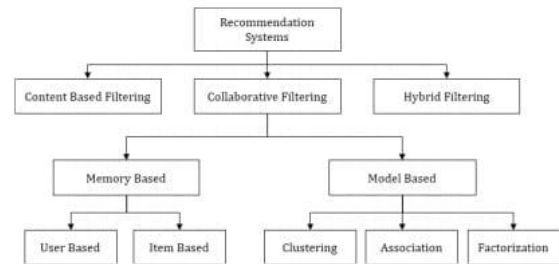 Recommendation
Systems
Content Based Filtering
Collaborative Filtering
Hybrid Filtering
Memory Based
Model Based
User Based
Item Based
Clustering
Association
Factorization